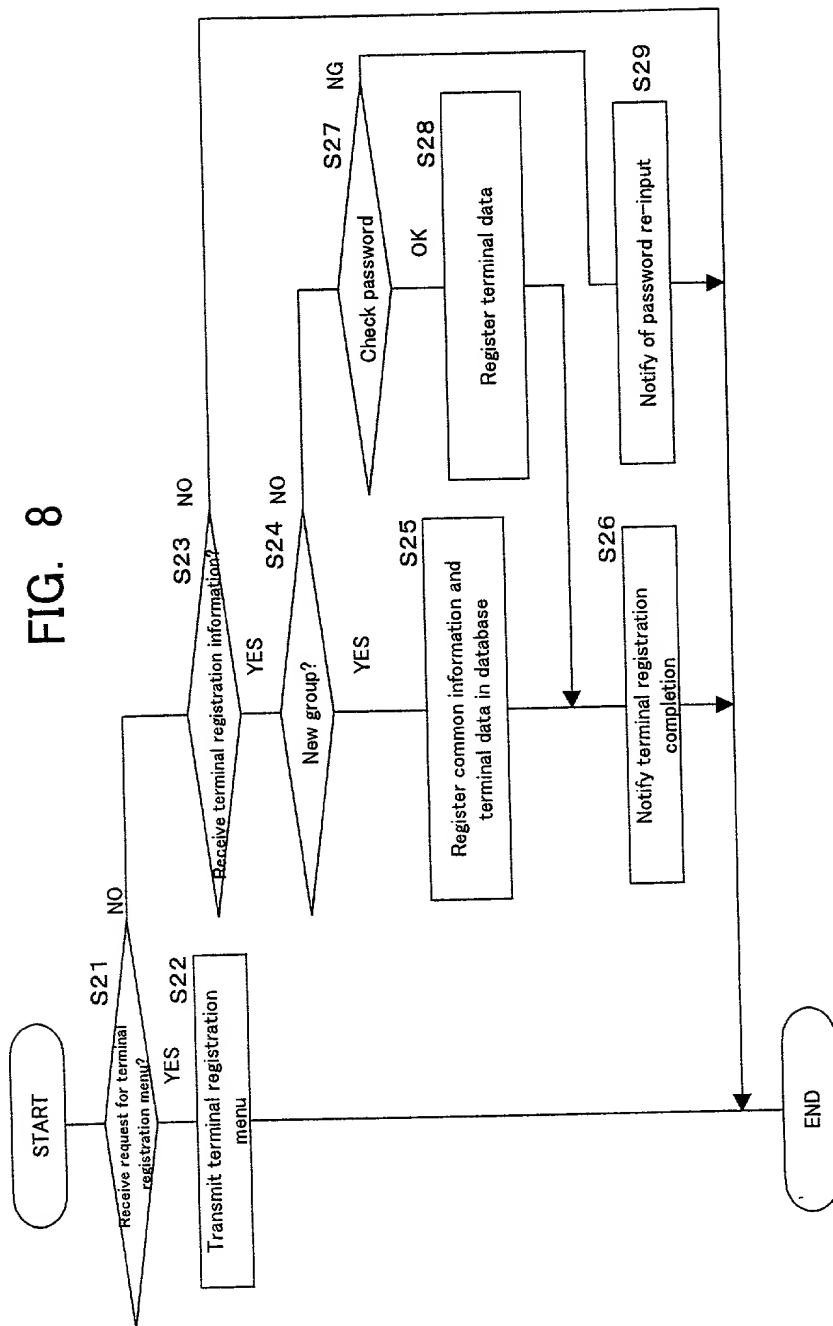 FIG. 8
START
S21
Receive request for terminal
registration menu?
NO
YES
S22
Transmit terminal registration
menu
S23
Receive terminal registration information?
NO
YES
S24
New group?
NO
YES
S25
Register common information and
terminal data in database
S26
Notify terminal registration
completion
S27
Check password
NG
OK
S28
Register terminal data
S29
Notify of password re-input
END